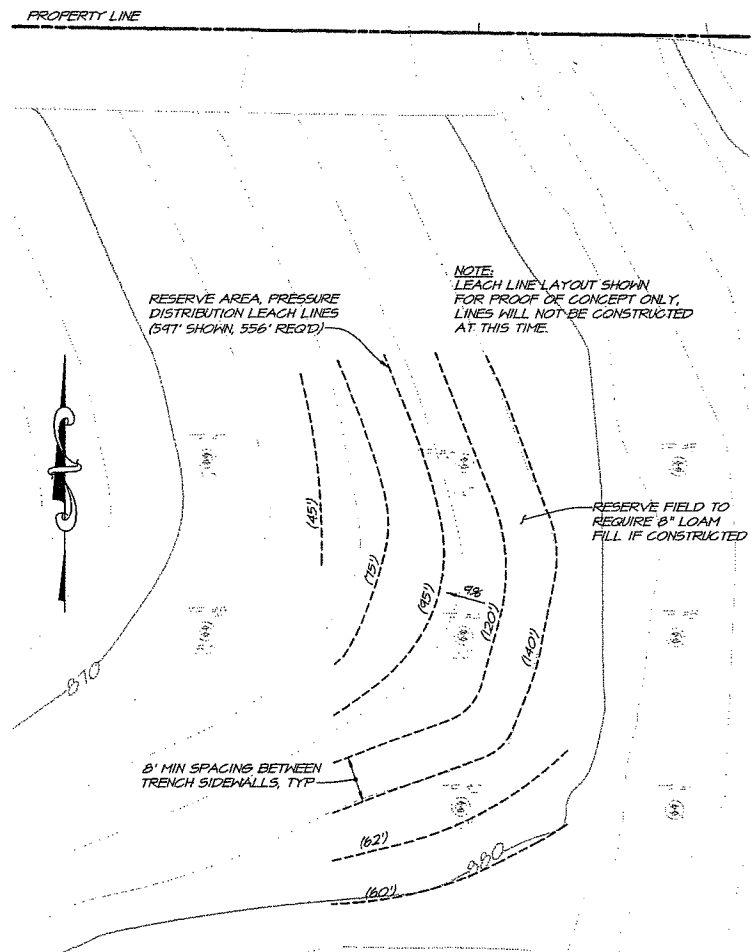 PROPERTY LINE
RESERVE AREA, PRESSURE
DISTRIBUTION LEACH LINES
(597' SHOWN, 556' REQ'D)
NOTE:
LEACH LINE LAYOUT SHOWN
FOR PROOF OF CONCEPT ONLY,
LINES WILL NOT BE CONSTRUCTED
AT THIS TIME.
RESERVE FIELD TO
REQUIRE 8" LOAM
FILL IF CONSTRUCTED
(45')
(75')
(95')
(120')
(140')
870
8' MIN SPACING BETWEEN
TRENCH SIDEWALLS, TYP
(62')
880
(60')